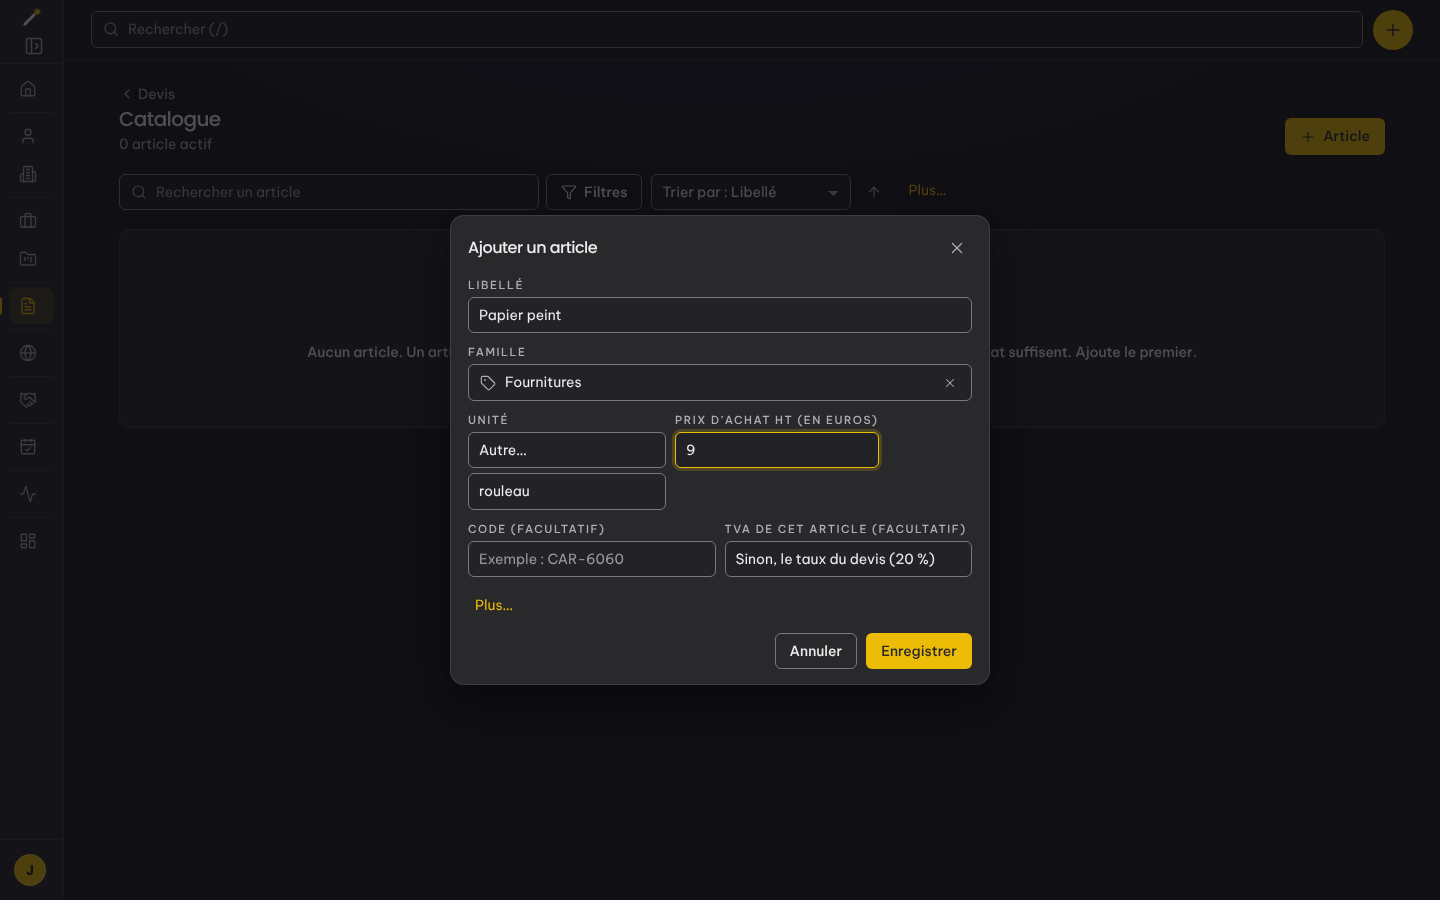 Rechercher (/)
Devis
Catalogue
0 article actif
Article
Rechercher un article
Filtres
Trier par : Libellé
Plus…
Ajouter un article
LIBELLÉ
Papier peint
Aucun article. Un arti
at suffisent. Ajoute le premier.
FAMILLE
Fournitures
UNITÉ
PRIX D'ACHAT HT (EN EUROS)
Autre…
9
rouleau
CODE (FACULTATIF)
TVA DE CET ARTICLE (FACULTATIF)
Exemple : CAR-6060
Sinon, le taux du devis (20 %)
Plus…
Annuler
Enregistrer
J